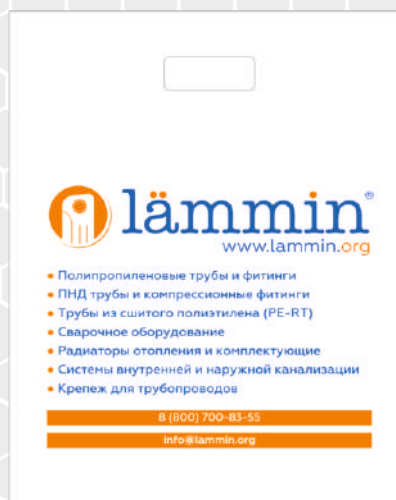 lämmin®
www.lammin.org
• Полипропиленовые трубы и фитинги
• ПНД трубы и компрессионные фитинги
• Трубы из сшитого полиэтилена (PE-RT)
• Сварочное оборудование
• Радиаторы отопления и комплектующие
• Системы внутренней и наружной канализации
• Крепеж для трубопроводов
8 (800) 700-83-55
info@lammin.org